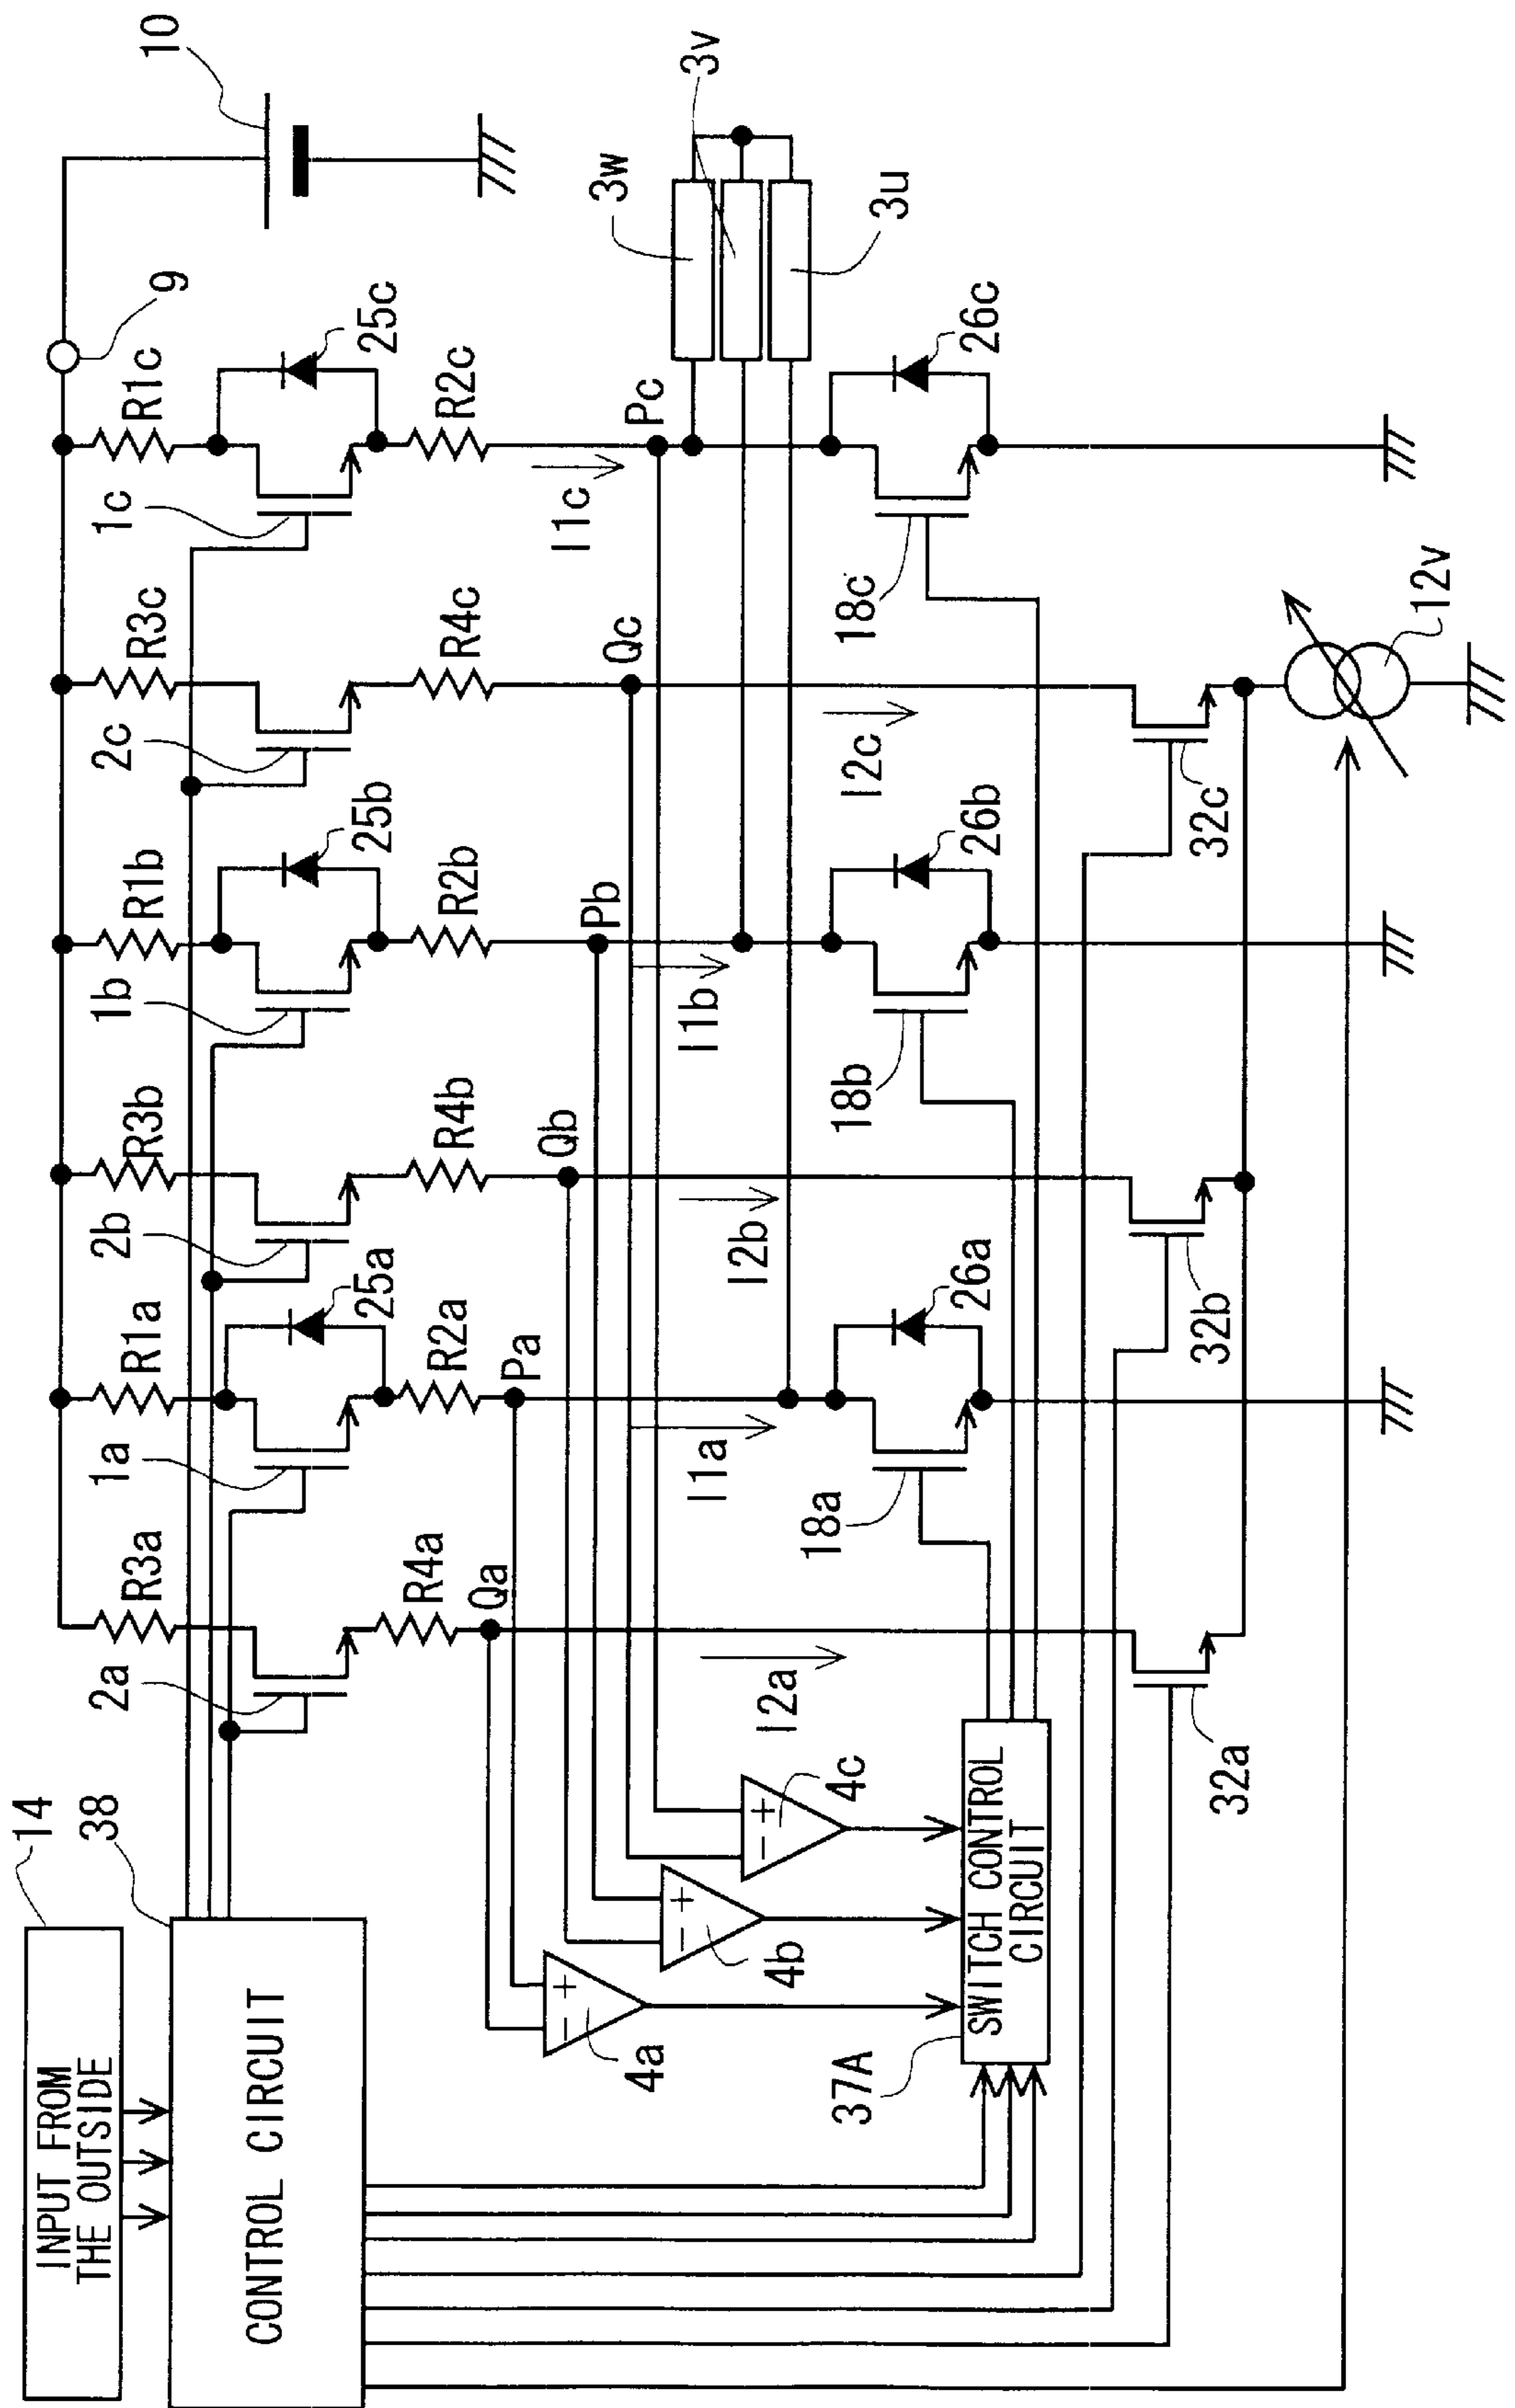 INPUT FROM
THE OUTSIDE
14
38
CONTROL CIRCUIT
R3a
R1a
R3b
R1b
R3c
R1c
9
10
2a
1a
25a
2b
1b
25b
2c
1c
25c
R4a
R2a
R4b
R2b
R4c
R2c
Qa
Pa
Qb
Pb
Qc
Pc
3w
3v
3u
4a
4b
4c
+
−
+
−
+
−
I2a
I1a
I2b
I1b
I2c
I1c
37A
SWITCH CONTROL
CIRCUIT
18a
26a
18b
26b
18c
26c
32a
32b
32c
12v